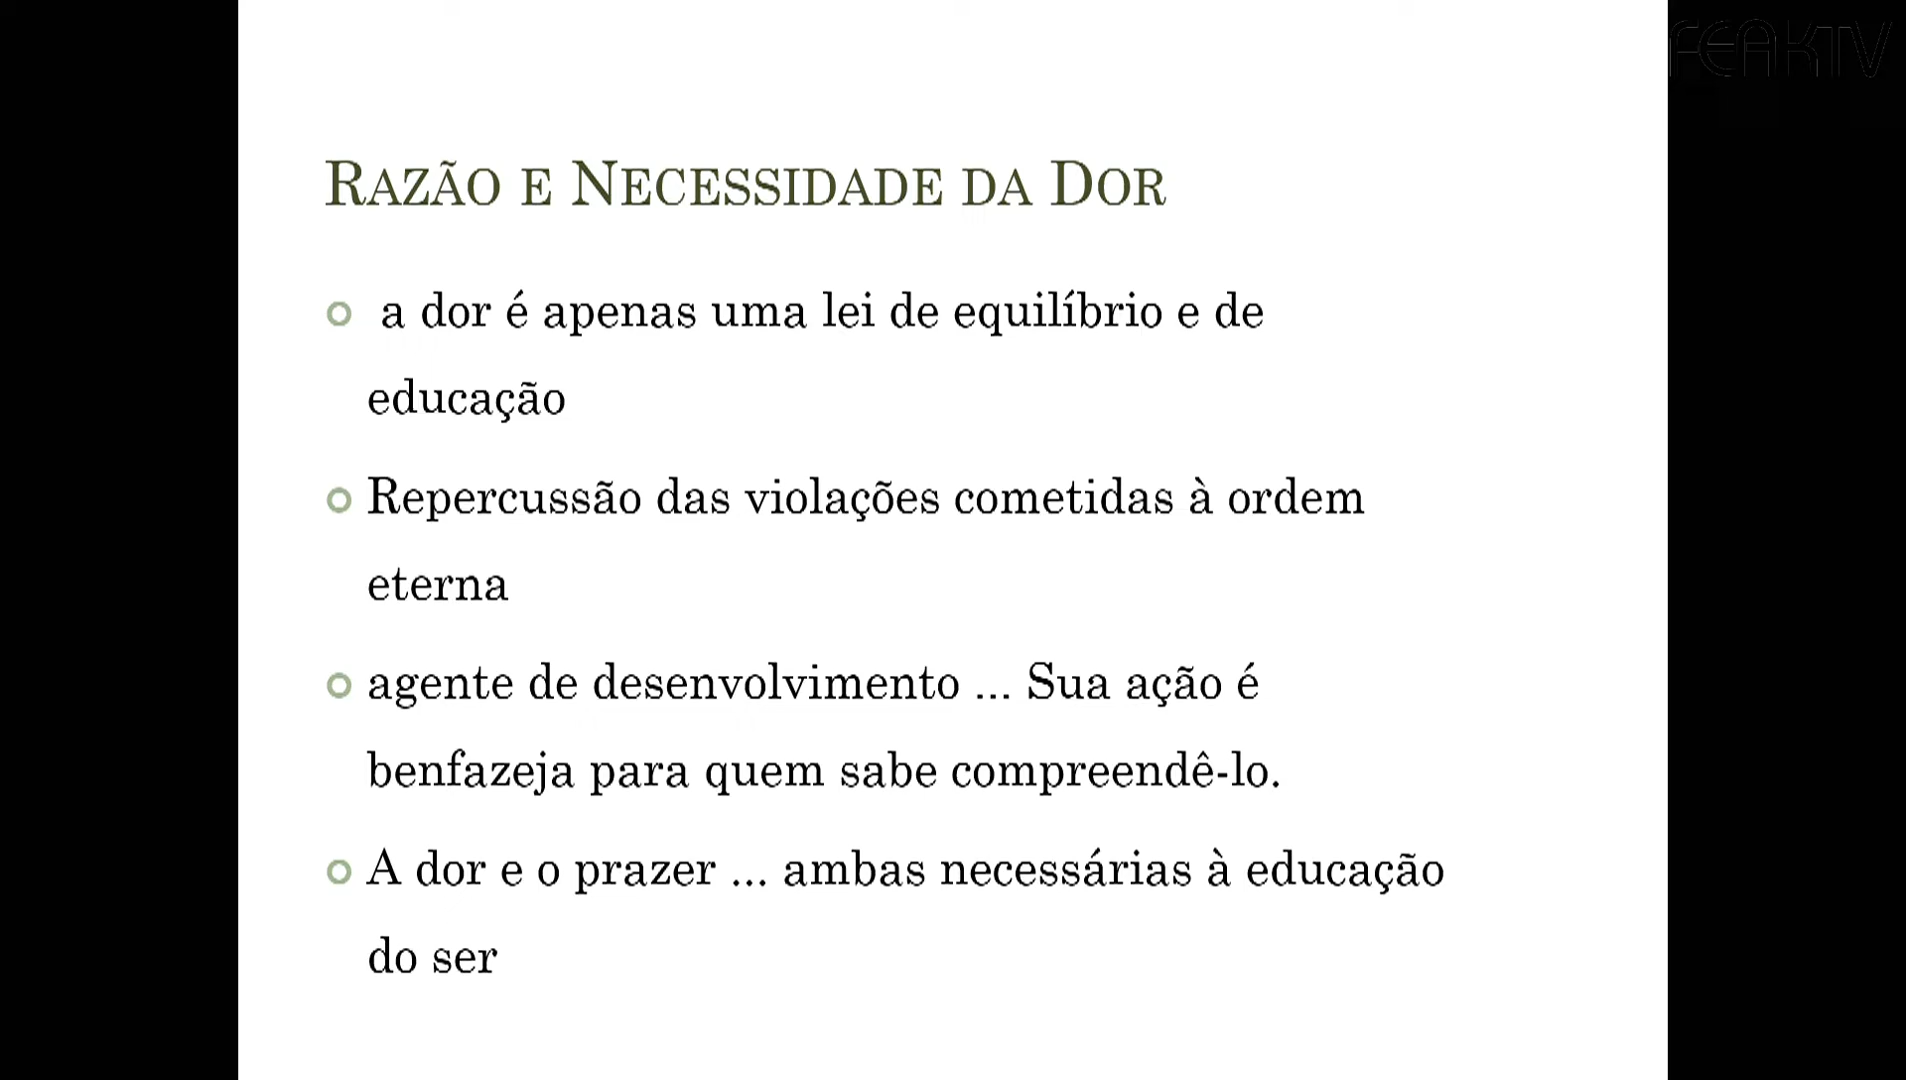 FEAKTV
RAZÃO E NECESSIDADE DA DOR
a dor é apenas uma lei de equilíbrio e de
educação
Repercussão das violações cometidas à ordem
eterna
agente de desenvolvimento ... Sua ação é
benfazeja para quem sabe compreendê-lo.
A dor e o prazer ... ambas necessárias à educação
do ser